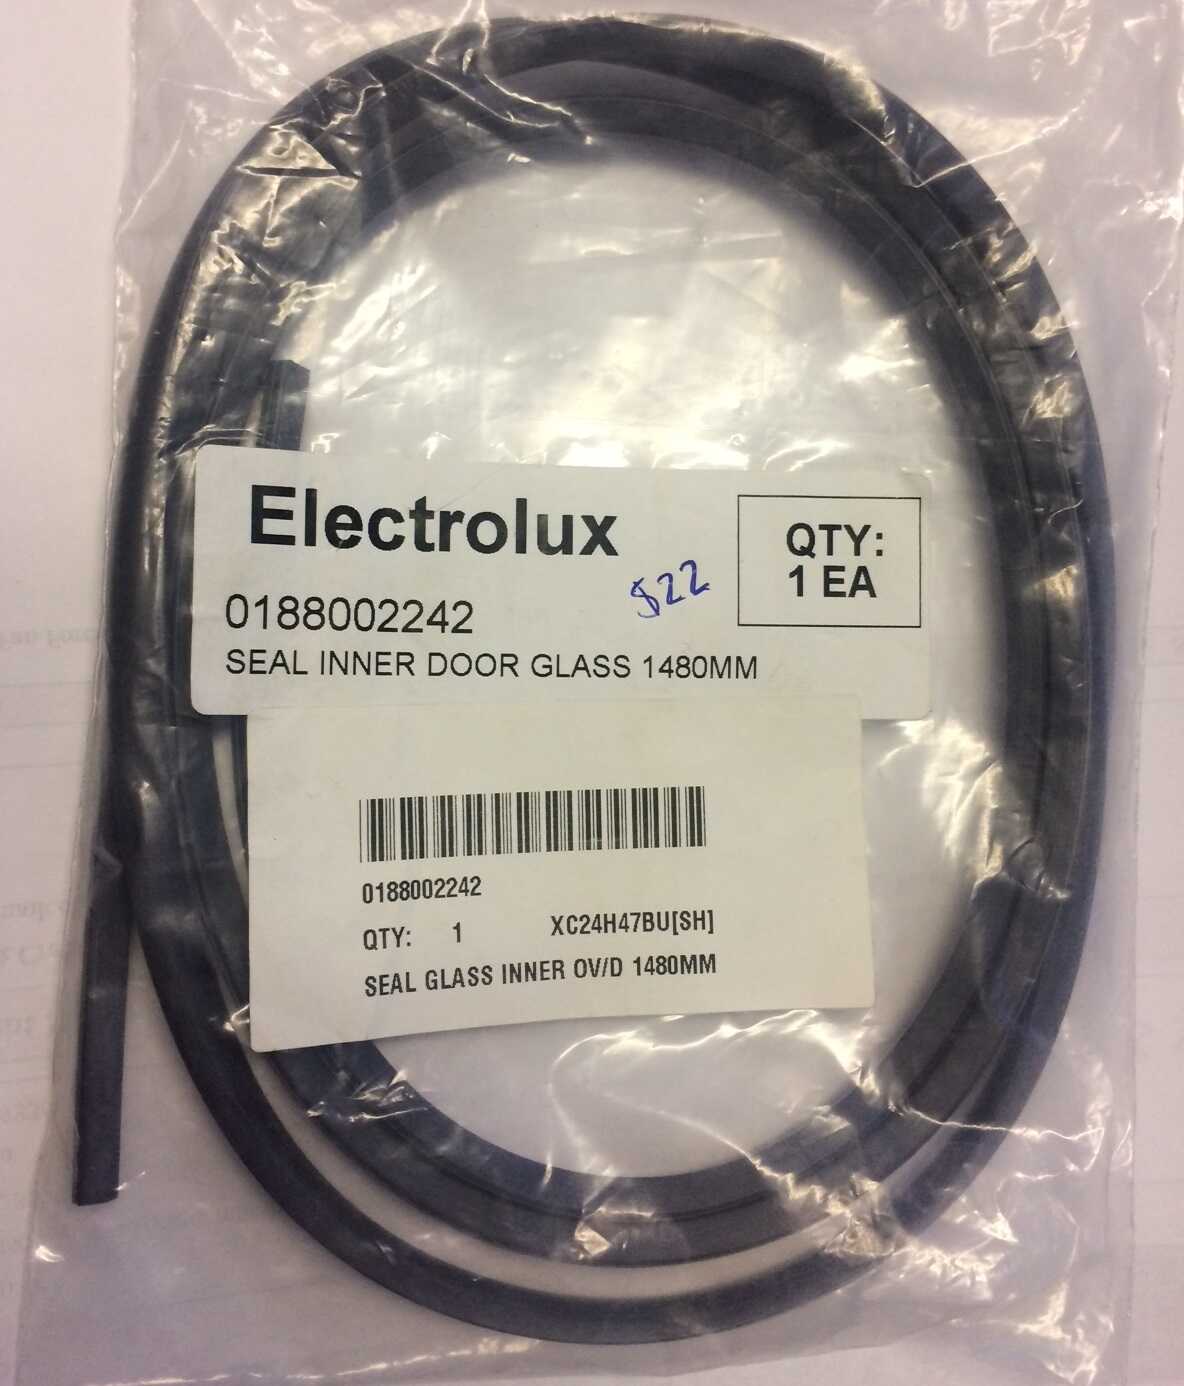 Electrolux
QTY:
1 EA
$22
0188002242
SEAL INNER DOOR GLASS 1480MM
0188002242
QTY: 1 XC24H47BU[SH]
SEAL GLASS INNER OV/D 1480MM